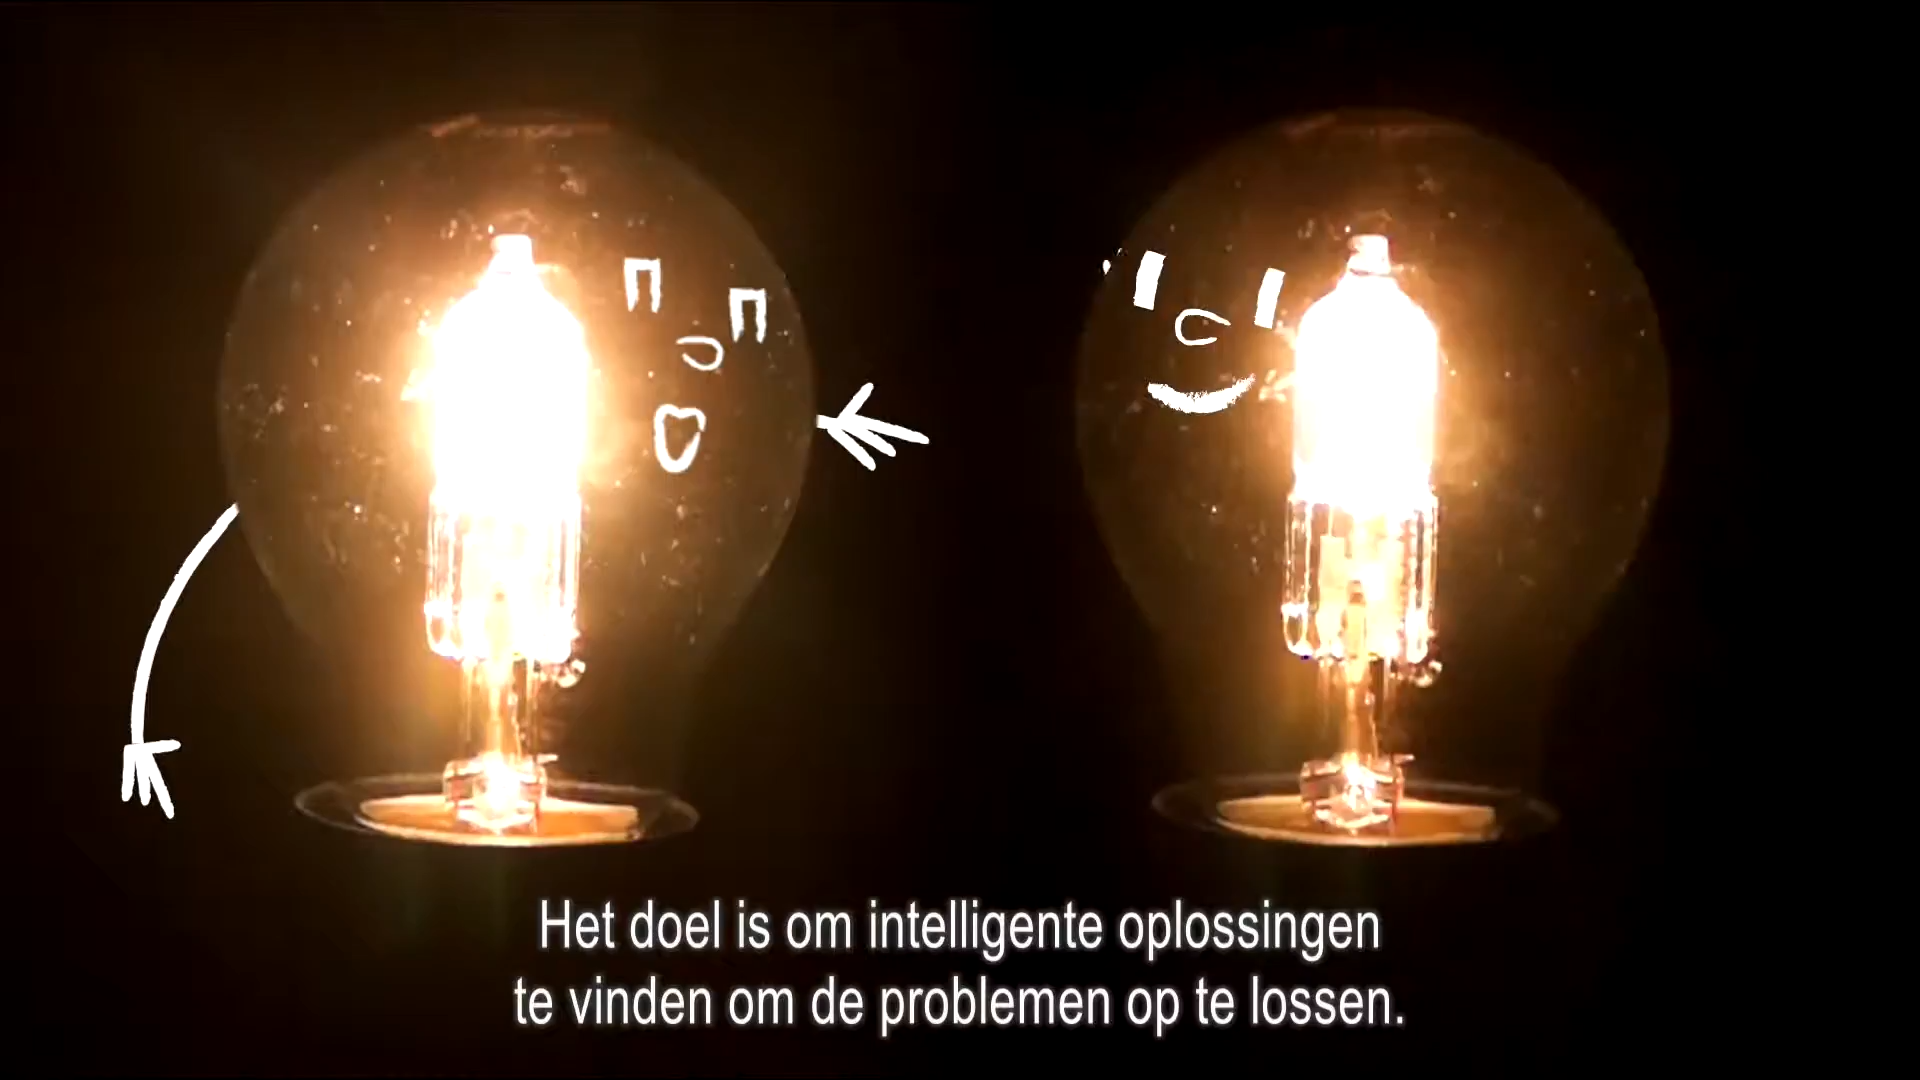 Het doel is om intelligente oplossingen
te vinden om de problemen op te lossen.